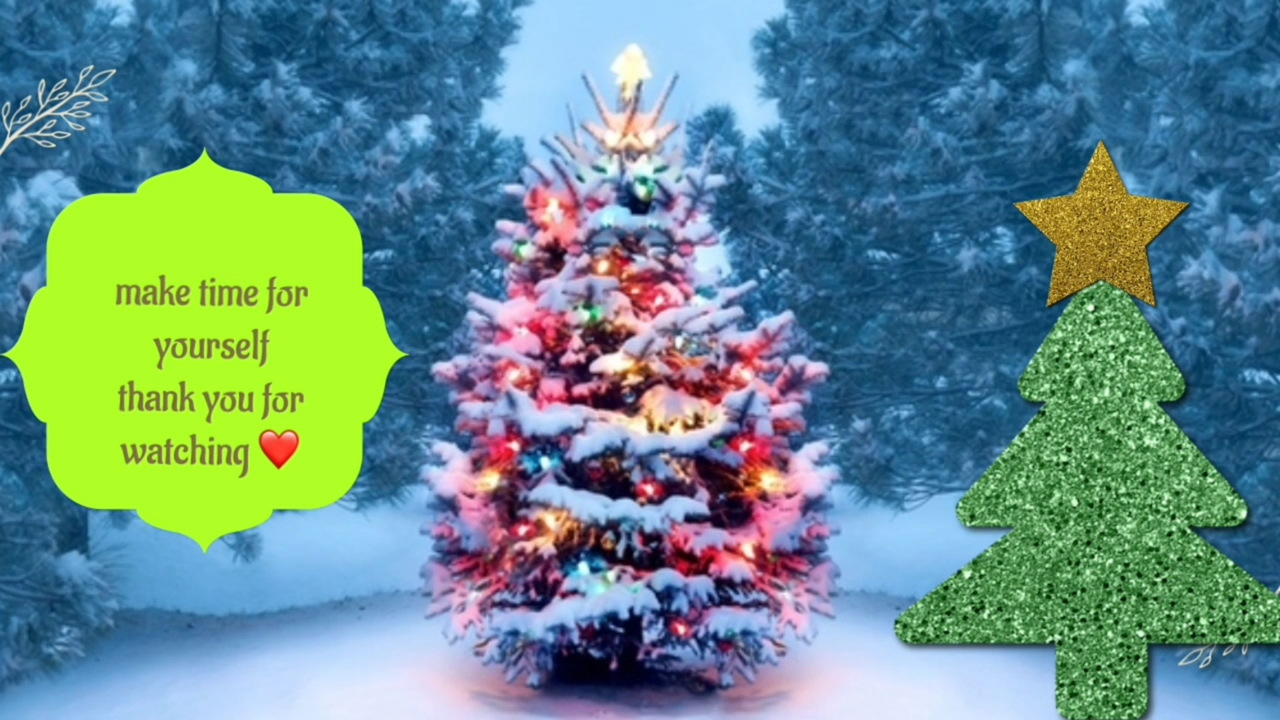 make time for
yourself
thank you for
watching ❤️